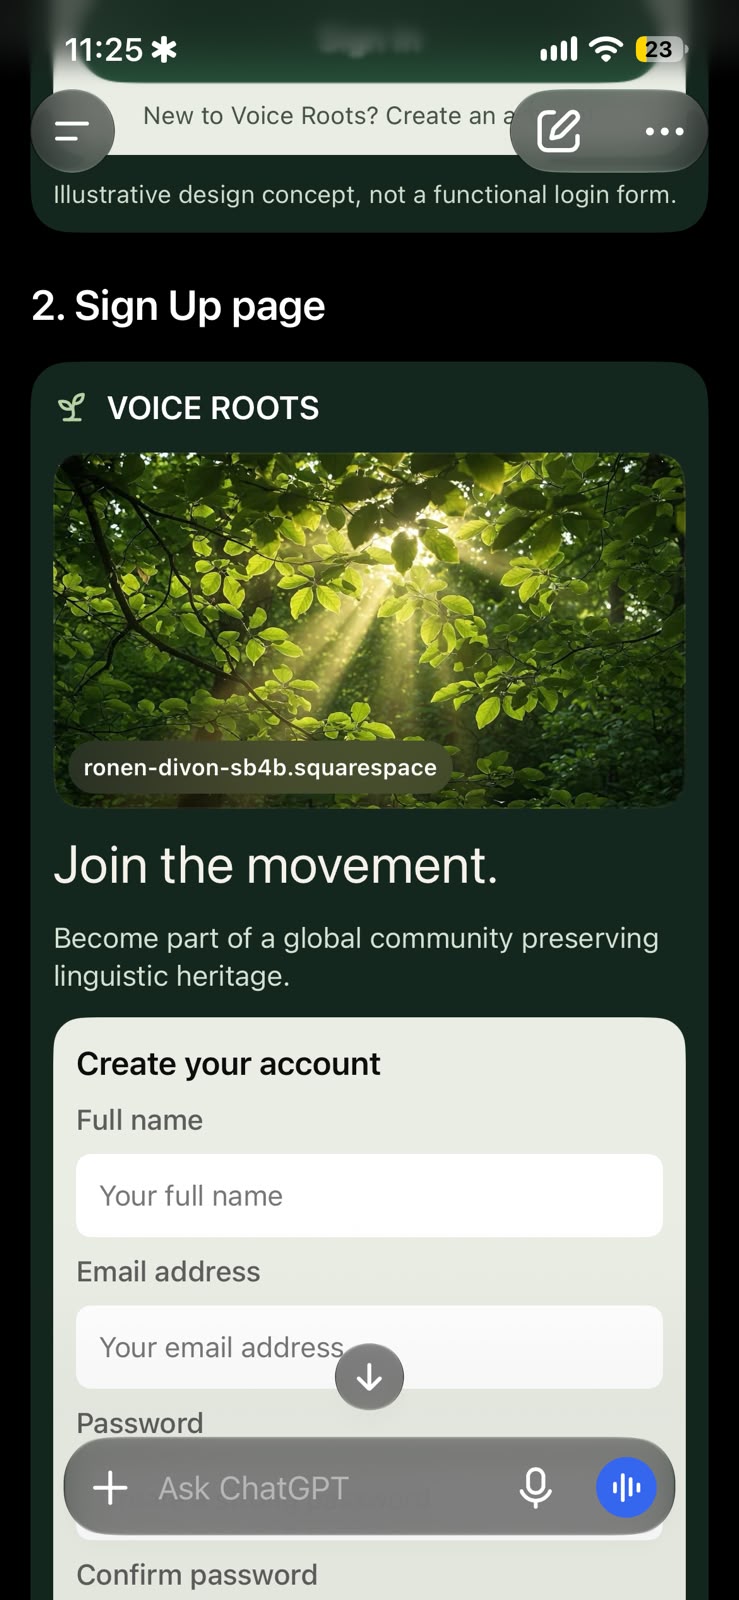 Sign in
11:25
23
New to Voice Roots? Create an a
Illustrative design concept, not a functional login form.
2. Sign Up page
VOICE ROOTS
ronen-divon-sb4b.squarespace
Join the movement.
Become part of a global community preserving
linguistic heritage.
Create your account
Full name
Your full name
Email address
Your email address
Password
Ask ChatGPT
Confirm password